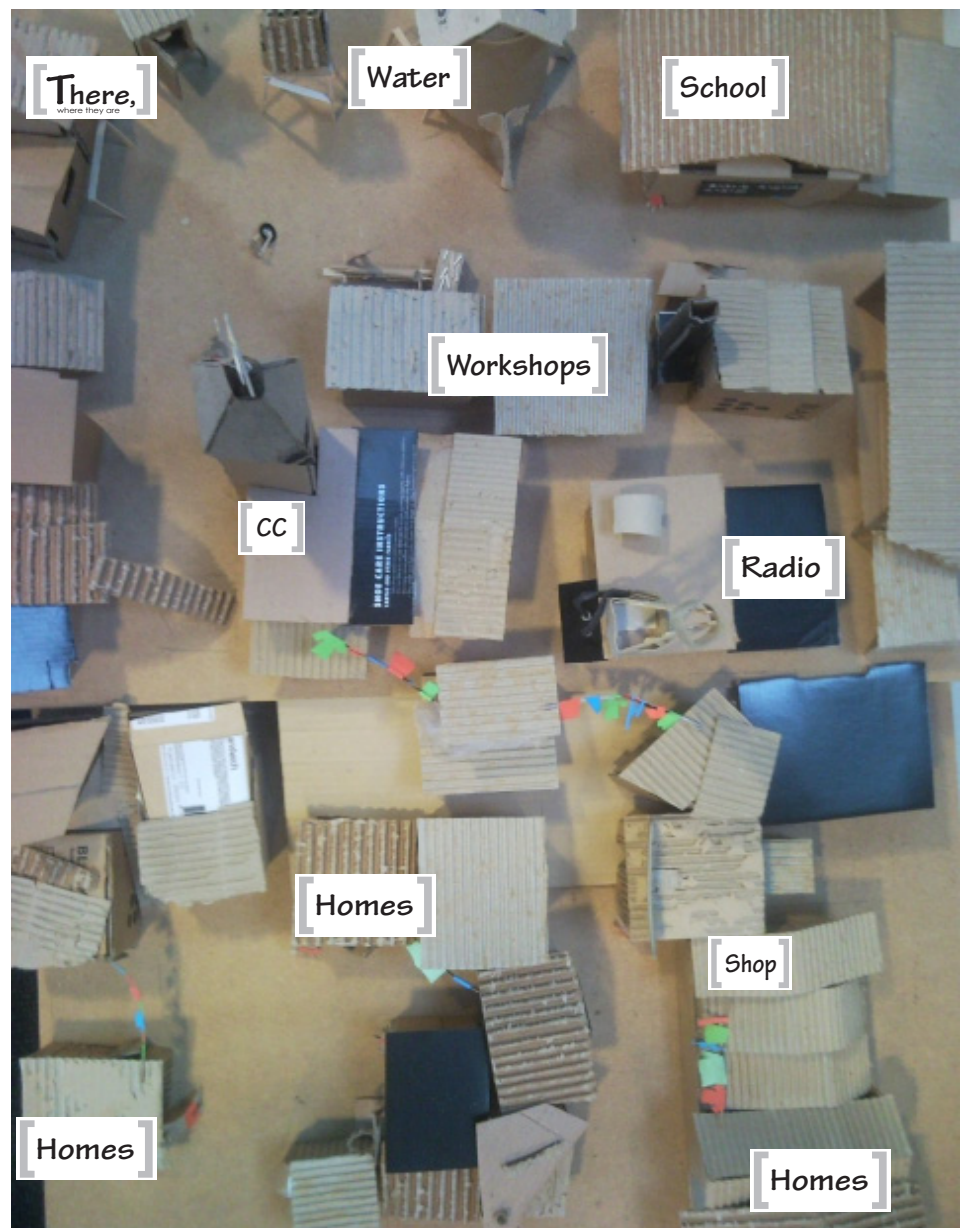 There,
where they are
Water
School
Workshops
CC
SHOE CARE INSTRUCTIONS
Radio
Homes
Shop
Homes
Homes